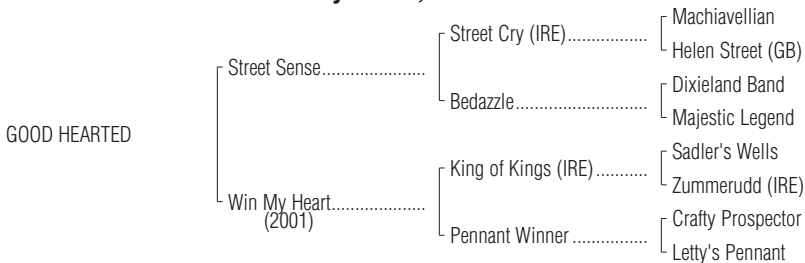 Machiavellian
Street Cry (IRE)..................
Helen Street (GB)
Street Sense......................
Dixieland Band
Bedazzle.............................
Majestic Legend
GOOD HEARTED
Sadler's Wells
King of Kings (IRE)...........
Zummerudd (IRE)
Win My Heart....................
(2001)
Crafty Prospector
Pennant Winner ................
Letty's Pennant